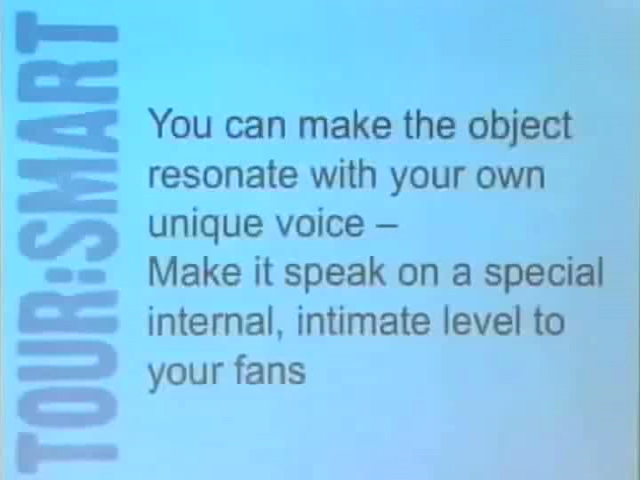 TOUR:SMART
You can make the object
resonate with your own
unique voice –
Make it speak on a special
internal, intimate level to
your fans